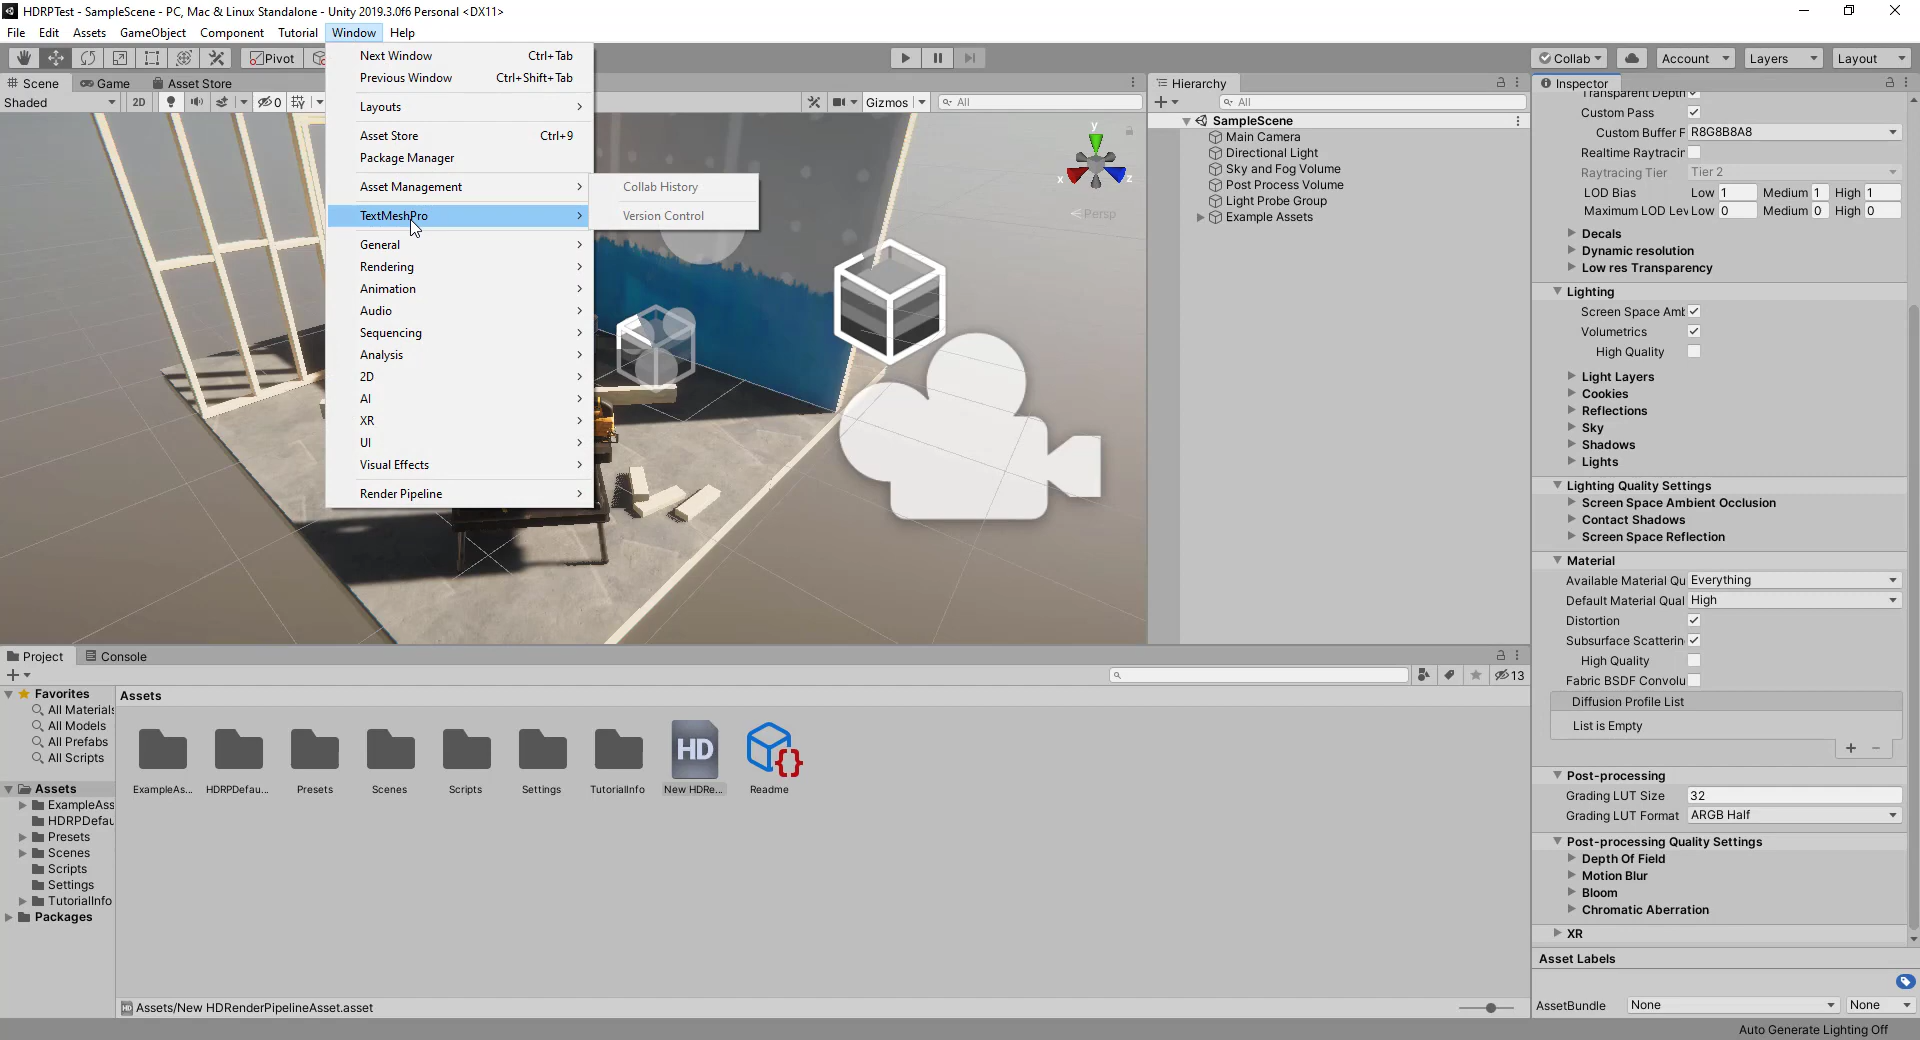 HDRPTest - SampleScene - PC, Mac & Linux Standalone - Unity 2019.3.0f6 Personal <DX11>
File Edit Assets GameObject Component Tutorial Window Help
Pivot
Collab
Account
Layers
Layout
Scene
Game
Asset Store
Shaded
2D
0
Gizmos
All
y
x
z
Persp
Next Window Ctrl+Tab
Previous Window Ctrl+Shift+Tab
Layouts
Asset Store Ctrl+9
Package Manager
Asset Management
TextMeshPro
General
Rendering
Animation
Audio
Sequencing
Analysis
2D
AI
XR
UI
Visual Effects
Render Pipeline
Collab History
Version Control
Hierarchy
All
SampleScene
Main Camera
Directional Light
Sky and Fog Volume
Post Process Volume
Light Probe Group
Example Assets
Inspector
Transparent Depth
Custom Pass
Custom Buffer F R8G8B8A8
Realtime Raytracin
Raytracing Tier Tier 2
LOD Bias Low 1 Medium 1 High 1
Maximum LOD Lev Low 0 Medium 0 High 0
Decals
Dynamic resolution
Low res Transparency
Lighting
Screen Space Amb
Volumetrics
High Quality
Light Layers
Cookies
Reflections
Sky
Shadows
Lights
Lighting Quality Settings
Screen Space Ambient Occlusion
Contact Shadows
Screen Space Reflection
Material
Available Material Qu Everything
Default Material Qual High
Distortion
Subsurface Scatterin
High Quality
Fabric BSDF Convolu
Diffusion Profile List
List is Empty
Post-processing
Grading LUT Size 32
Grading LUT Format ARGB Half
Post-processing Quality Settings
Depth Of Field
Motion Blur
Bloom
Chromatic Aberration
XR
Asset Labels
AssetBundle None None
Project
Console
13
Favorites
All Materials
All Models
All Prefabs
All Scripts
Assets
ExampleAss
HDRPDefau
Presets
Scenes
Scripts
Settings
TutorialInfo
Packages
Assets
ExampleAs...
HDRPDefau...
Presets
Scenes
Scripts
Settings
TutorialInfo
HD
New HDRe...
Readme
Assets/New HDRenderPipelineAsset.asset
Auto Generate Lighting Off